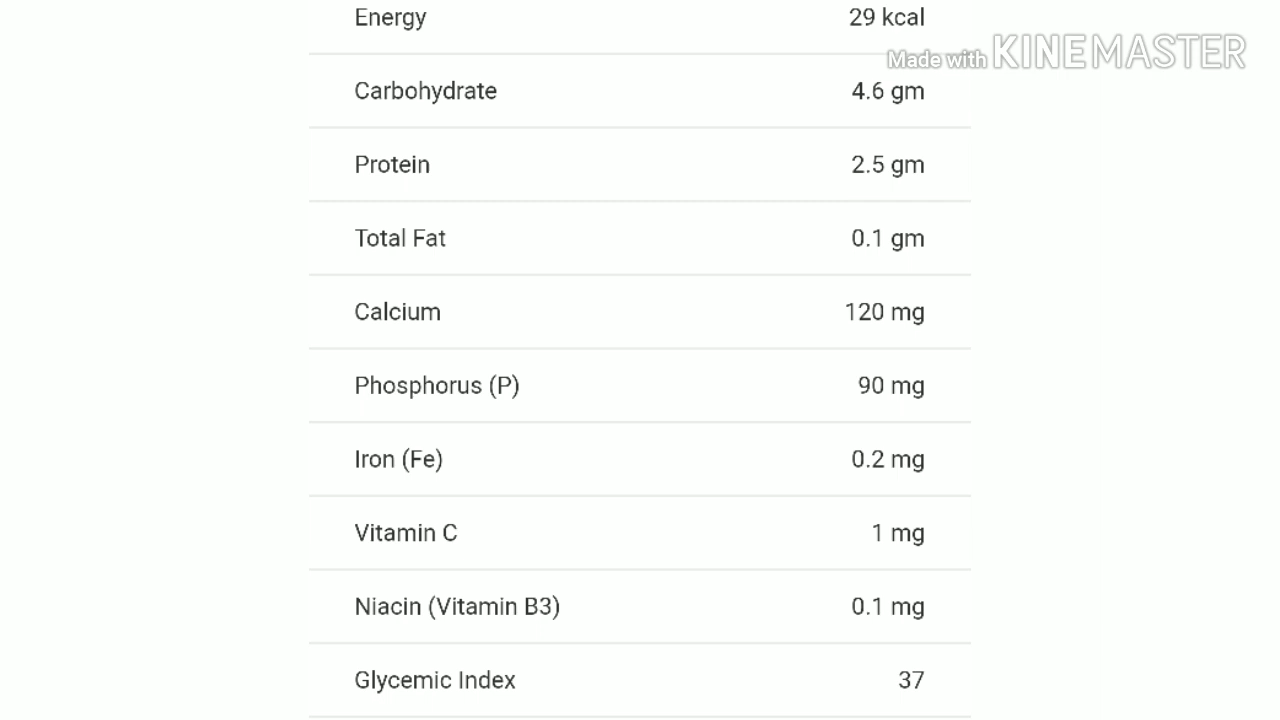 Energy 29 kcal
Made with KINEMASTER
Carbohydrate 4.6 gm
Protein 2.5 gm
Total Fat 0.1 gm
Calcium 120 mg
Phosphorus (P) 90 mg
Iron (Fe) 0.2 mg
Vitamin C 1 mg
Niacin (Vitamin B3) 0.1 mg
Glycemic Index 37